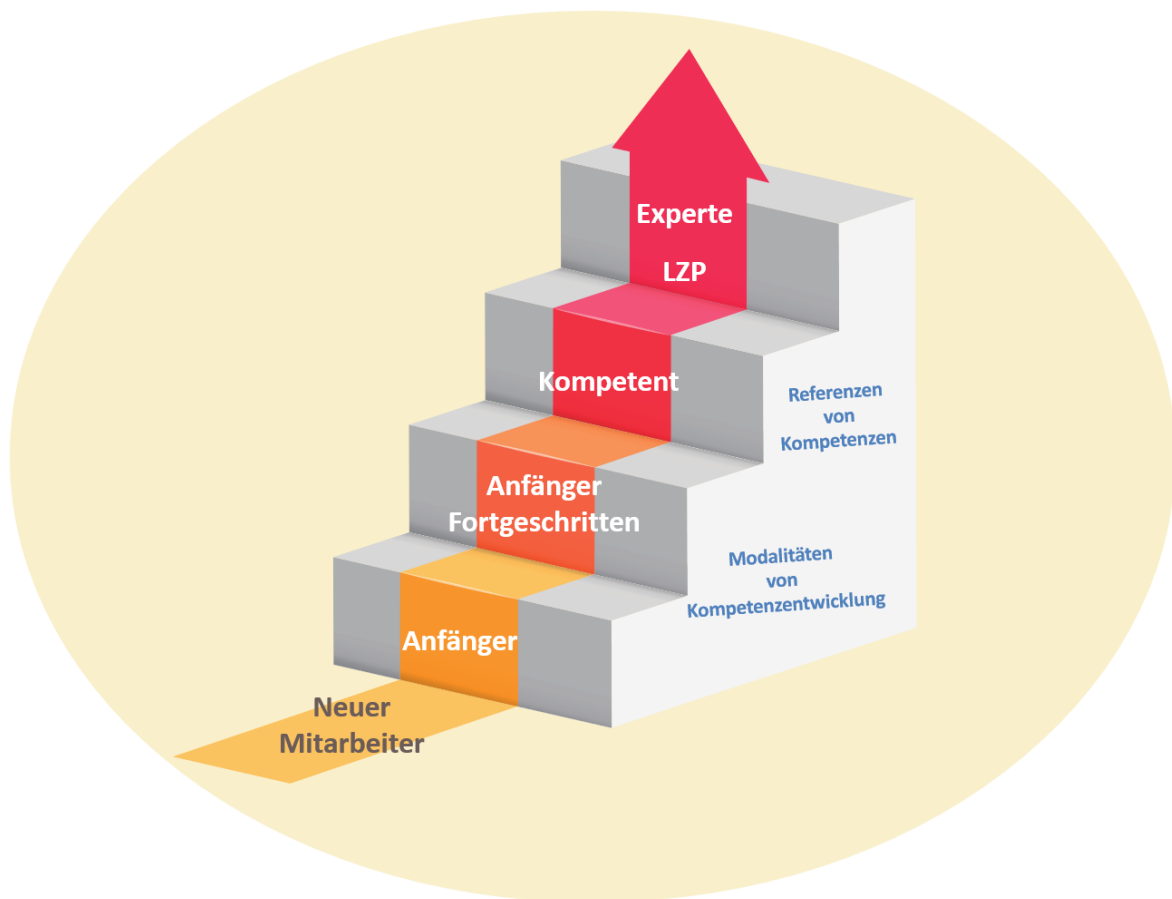 Experte
LZP
Kompetent
Referenzen
von
Kompetenzen
Anfänger
Fortgeschritten
Modalitäten
von
Kompetenzentwicklung
Anfänger
Neuer
Mitarbeiter